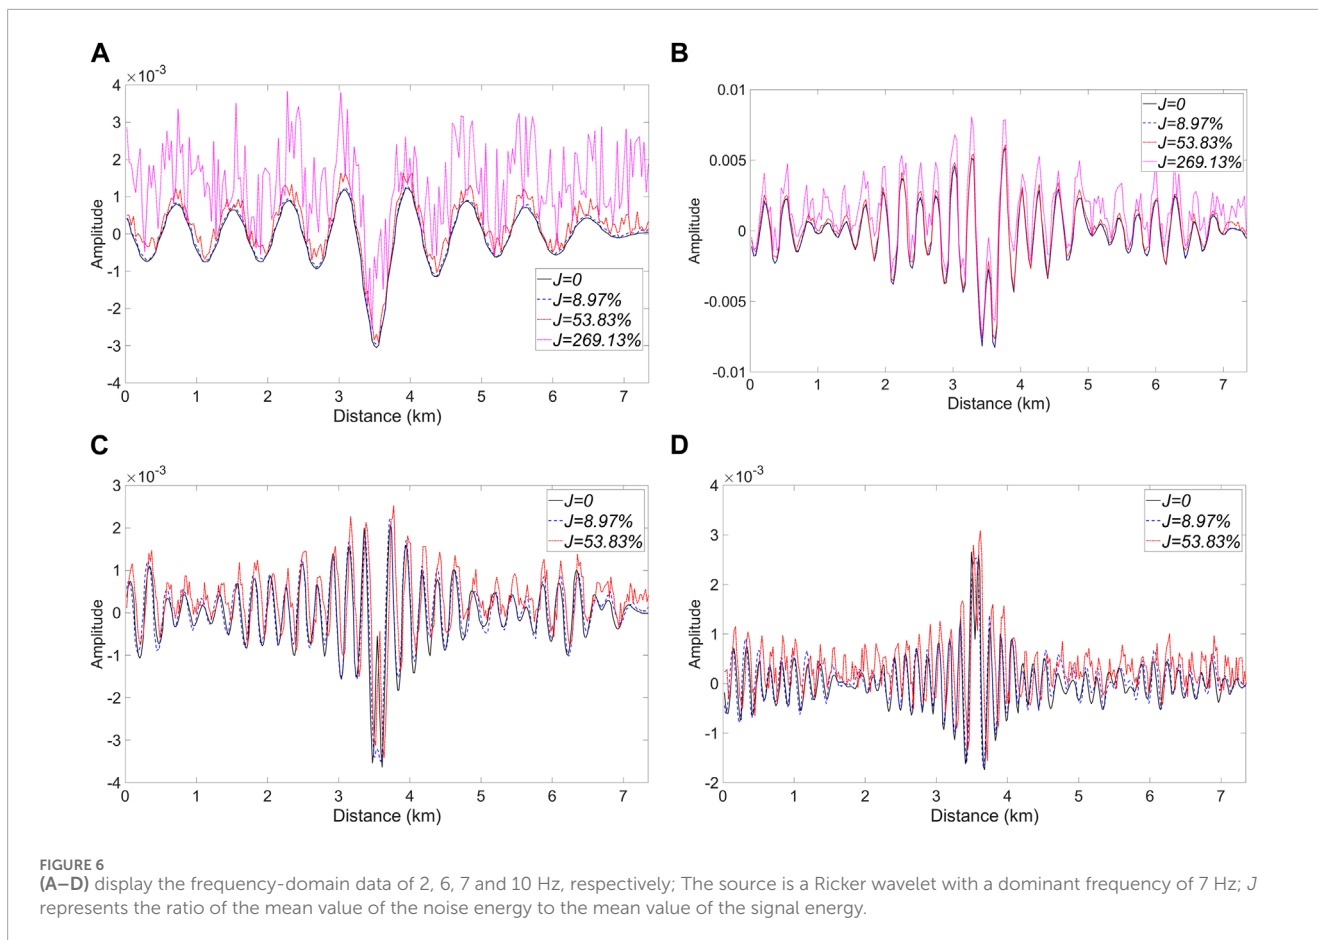 A
×10⁻³
4
3
2
1
0
-1
-2
-3
-4
Amplitude
0 1 2 3 4 5 6 7
Distance (km)
J=0
J=8.97%
J=53.83%
J=269.13%
B
0.01
0.005
0
-0.005
-0.01
Amplitude
0 1 2 3 4 5 6 7
Distance (km)
J=0
J=8.97%
J=53.83%
J=269.13%
C
×10⁻³
3
2
1
0
-1
-2
-3
-4
Amplitude
0 1 2 3 4 5 6 7
Distance (km)
J=0
J=8.97%
J=53.83%
D
×10⁻³
4
3
2
1
0
-1
-2
Amplitude
0 1 2 3 4 5 6 7
Distance (km)
J=0
J=8.97%
J=53.83%
FIGURE 6
(A–D) display the frequency-domain data of 2, 6, 7 and 10 Hz, respectively; The source is a Ricker wavelet with a dominant frequency of 7 Hz; J
represents the ratio of the mean value of the noise energy to the mean value of the signal energy.